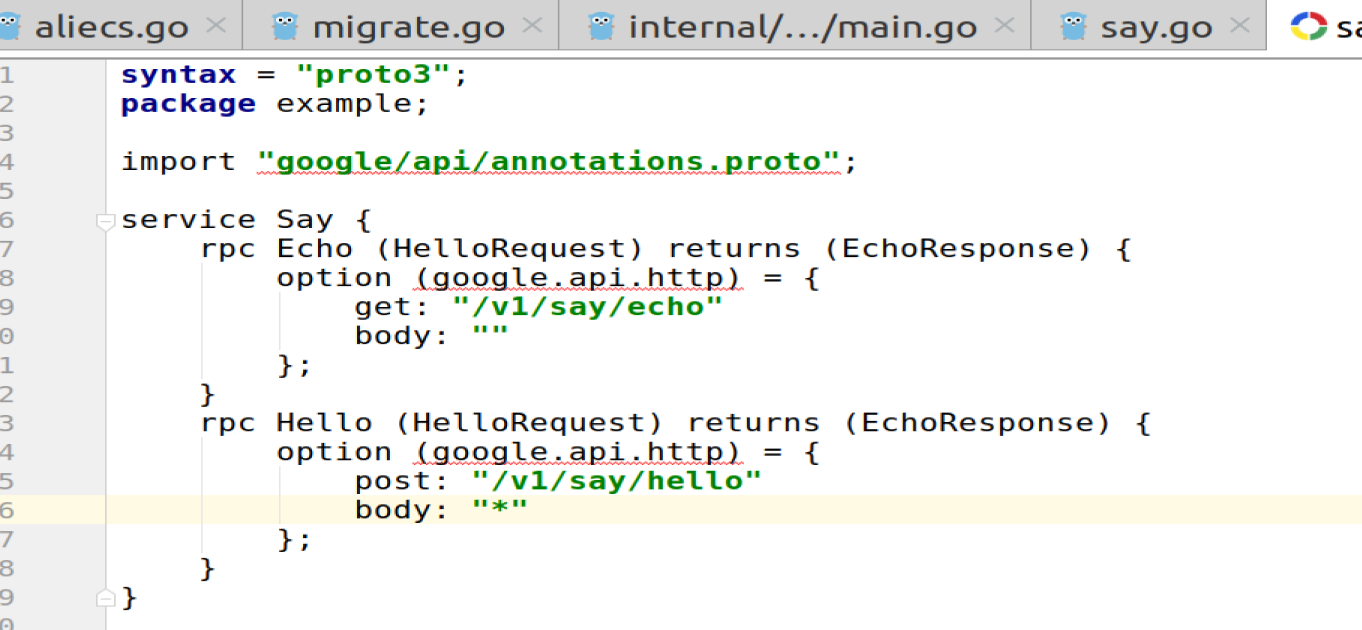 aliecs.go migrate.go internal/.../main.go say.go
1 syntax = "proto3";
2 package example;
3
4 import "google/api/annotations.proto";
5
6 service Say {
7 rpc Echo (HelloRequest) returns (EchoResponse) {
8 option (google.api.http) = {
9 get: "/v1/say/echo"
0 body: ""
1 };
2 }
3 rpc Hello (HelloRequest) returns (EchoResponse) {
4 option (google.api.http) = {
5 post: "/v1/say/hello"
6 body: "*"
7 };
8 }
9 }
0